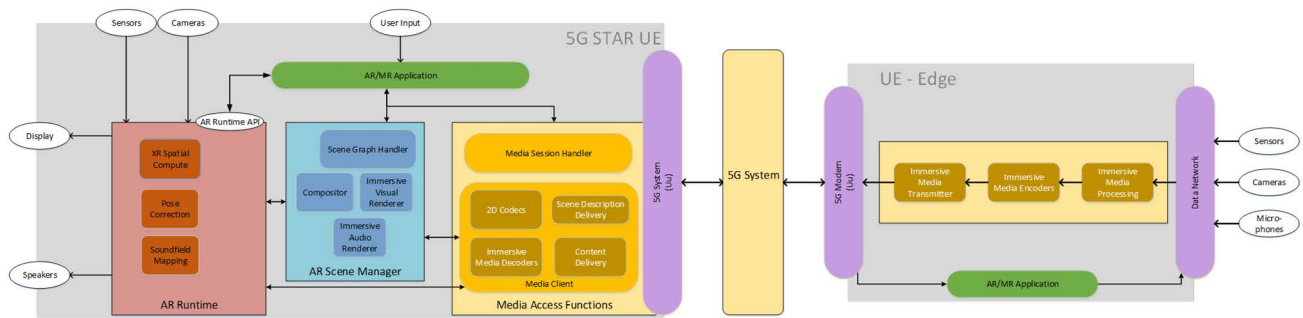 Sensors
Cameras
User Input
5G STAR UE
AR/MR Application
AR Runtime API
Display
Speakers
XR Spatial
Compute
Pose
Correction
Soundfield
Mapping
AR Runtime
Scene Graph Handler
Compositor
Immersive
Visual
Renderer
Immersive
Audio
Renderer
AR Scene Manager
Media Session Handler
2D Codecs
Scene Description
Delivery
Immersive
Media Decoders
Content
Delivery
Media Client
Media Access Functions
5G System
(Uu)
5G System
UE - Edge
5G Modem
(Uu)
Immersive
Media
Transmitter
Immersive
Media Encoders
Immersive
Media
Processing
AR/MR Application
Data Network
Sensors
Cameras
Micro-
phones